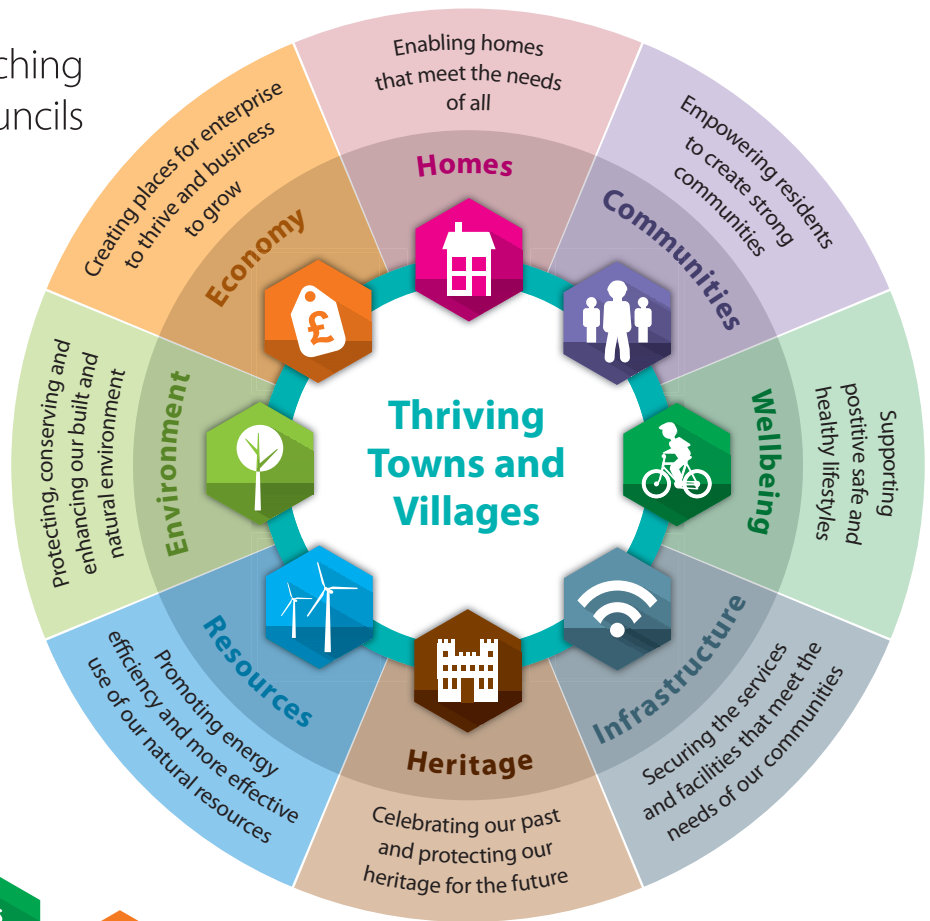 Enabling homes
that meet the needs
of all
Homes
Empowering residents
to create strong
communities
Communities
Supporting
postitive safe and
healthy lifestyles
Wellbeing
Securing the services
and facilities that meet the
needs of our communities
Infrastructure
Celebrating our past
and protecting our
heritage for the future
Heritage
Promoting energy
efficiency and more effective
use of our natural resources
Resources
Protecting, conserving and
enhancing our built and
natural environment
Environment
Creating places for enterprise
to thrive and business
to grow
Economy
£
Thriving
Towns and
Villages